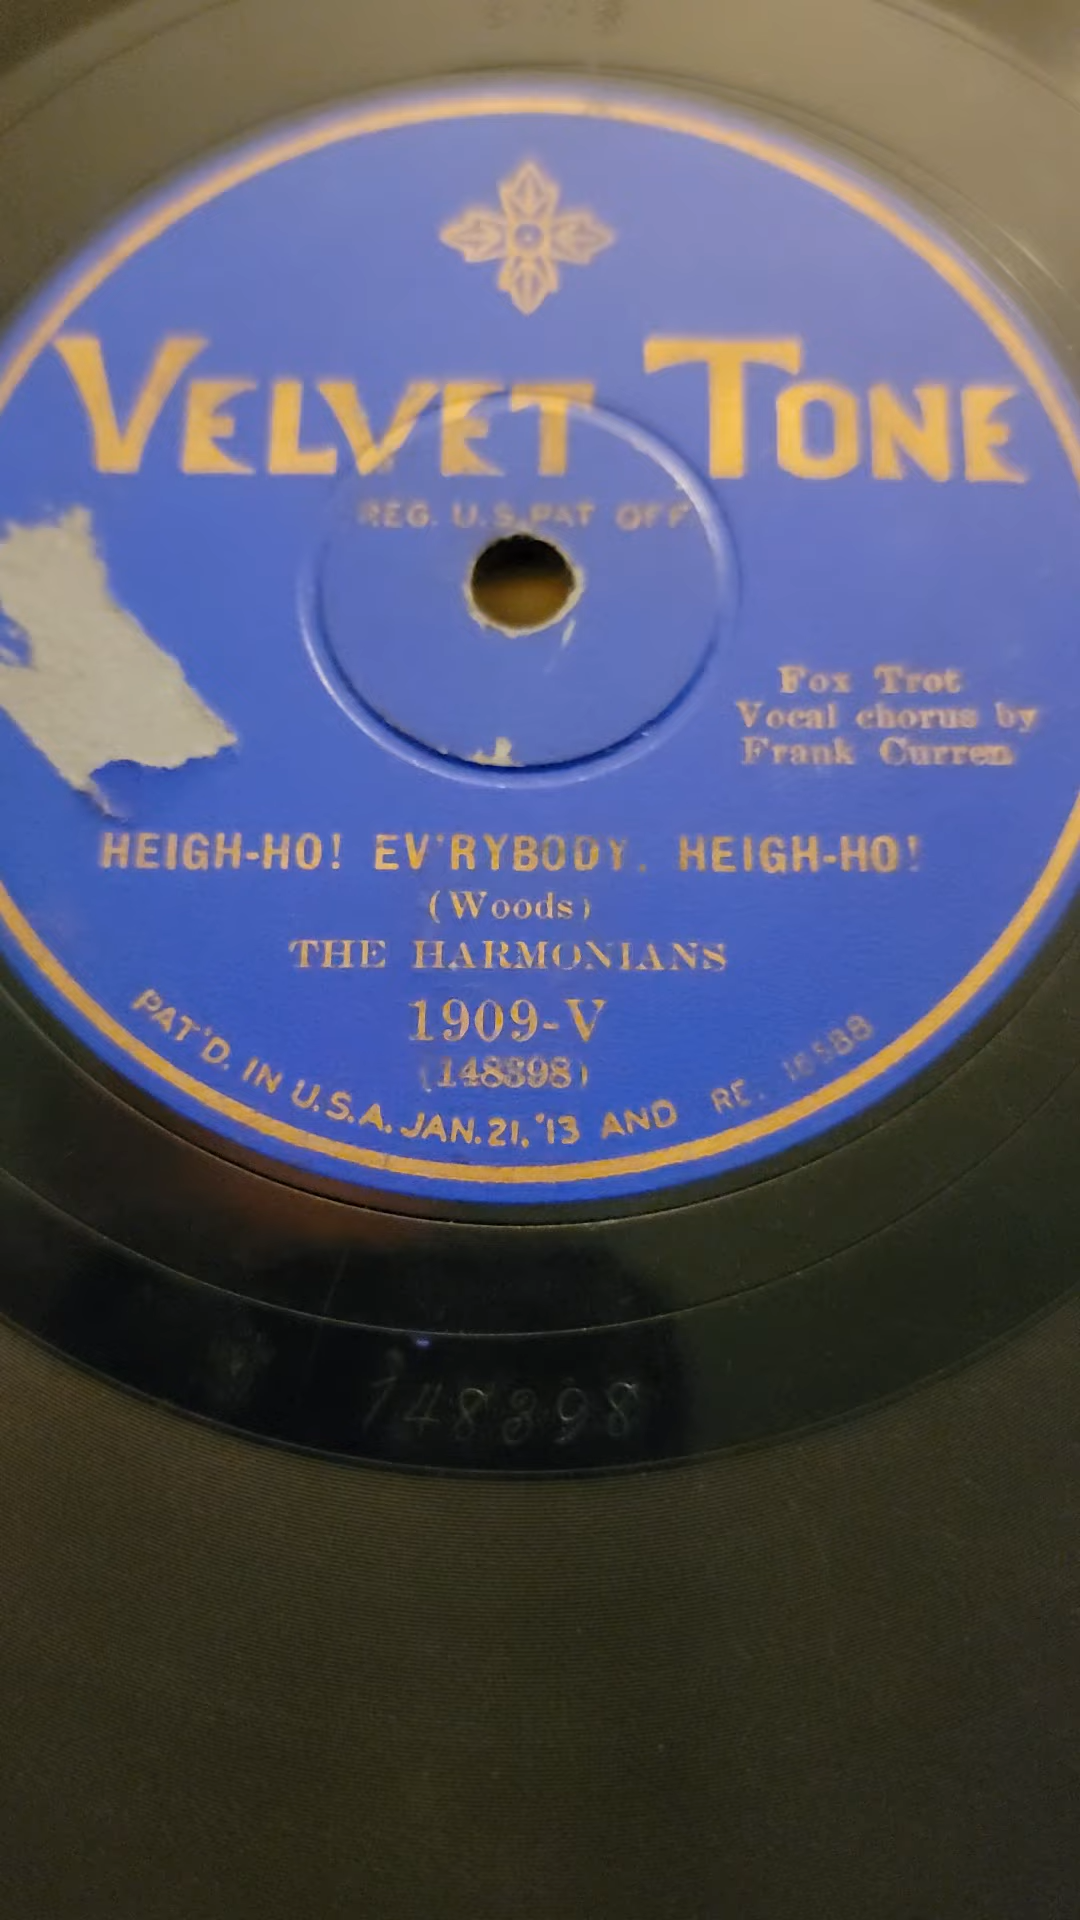 VELVET TONE
REG. U.S. PAT OFF.
Fox Trot
Vocal chorus by
Frank Curren
HEIGH-HO! EV'RYBODY, HEIGH-HO!
(Woods)
THE HARMONIANS
1909-V
(148398)
PAT'D. IN U.S.A. JAN. 21, '13 AND RE. 16588
148398